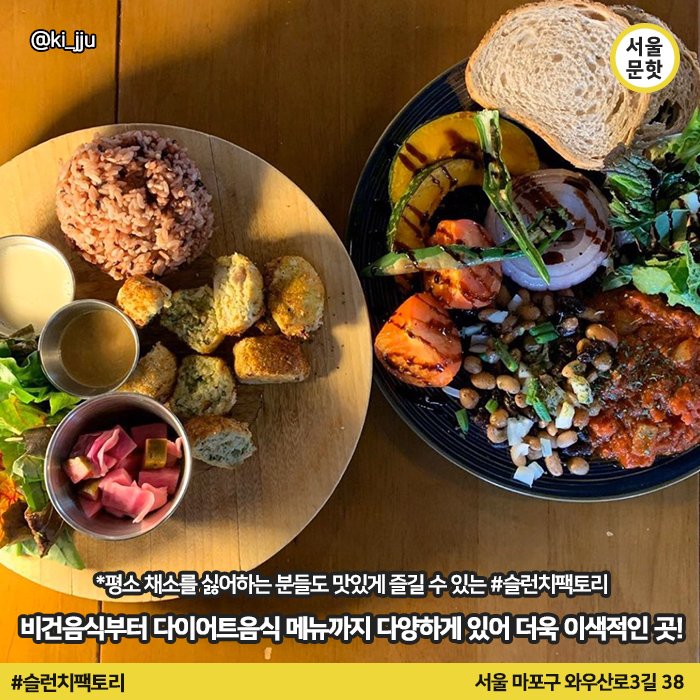 @ki_jju
서울
문핫
*평소 채소를 싫어하는 분들도 맛있게 즐길 수 있는 #슬런치팩토리
비건음식부터 다이어트음식 메뉴까지 다양하게 있어 더욱 이색적인 곳!
#슬런치팩토리
서울 마포구 와우산로3길 38